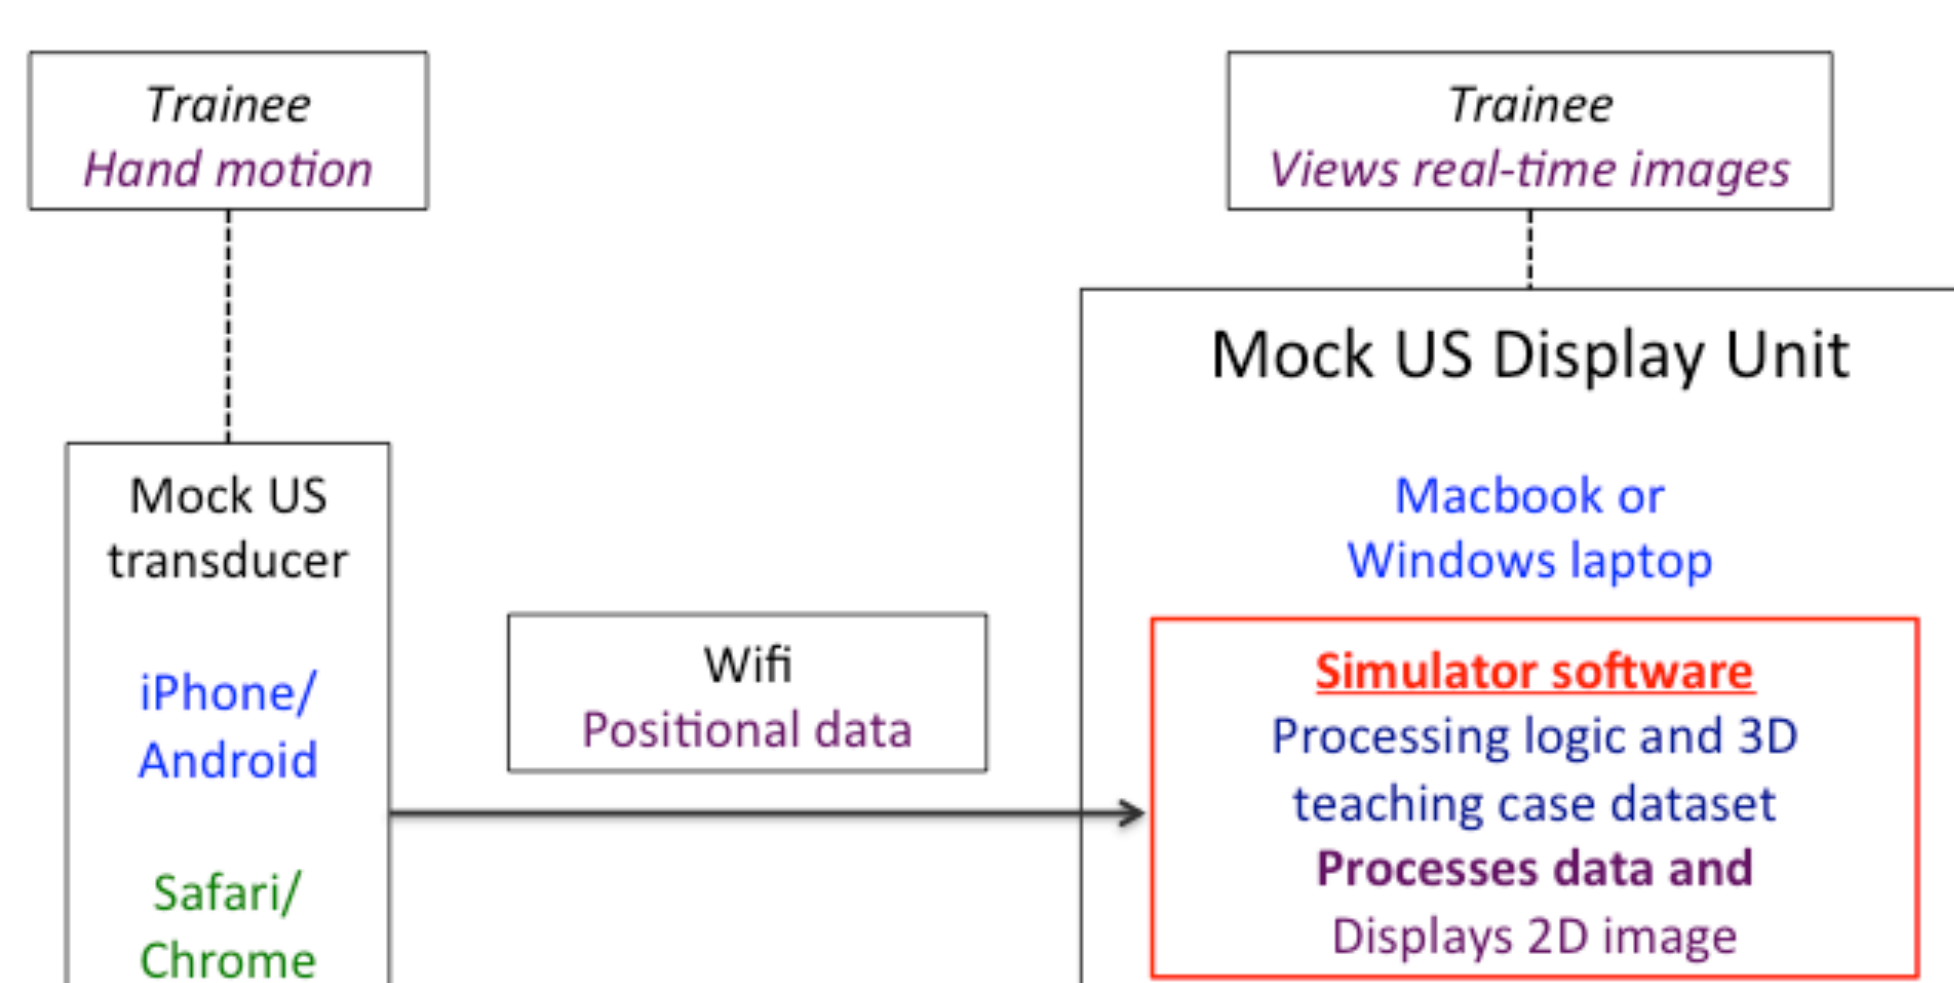 Trainee
Hand motion
Trainee
Views real-time images
Mock US Display Unit
Mock US
transducer
iPhone/
Android
Safari/
Chrome
Wifi
Positional data
Macbook or
Windows laptop
Simulator software
Processing logic and 3D
teaching case dataset
Processes data and
Displays 2D image